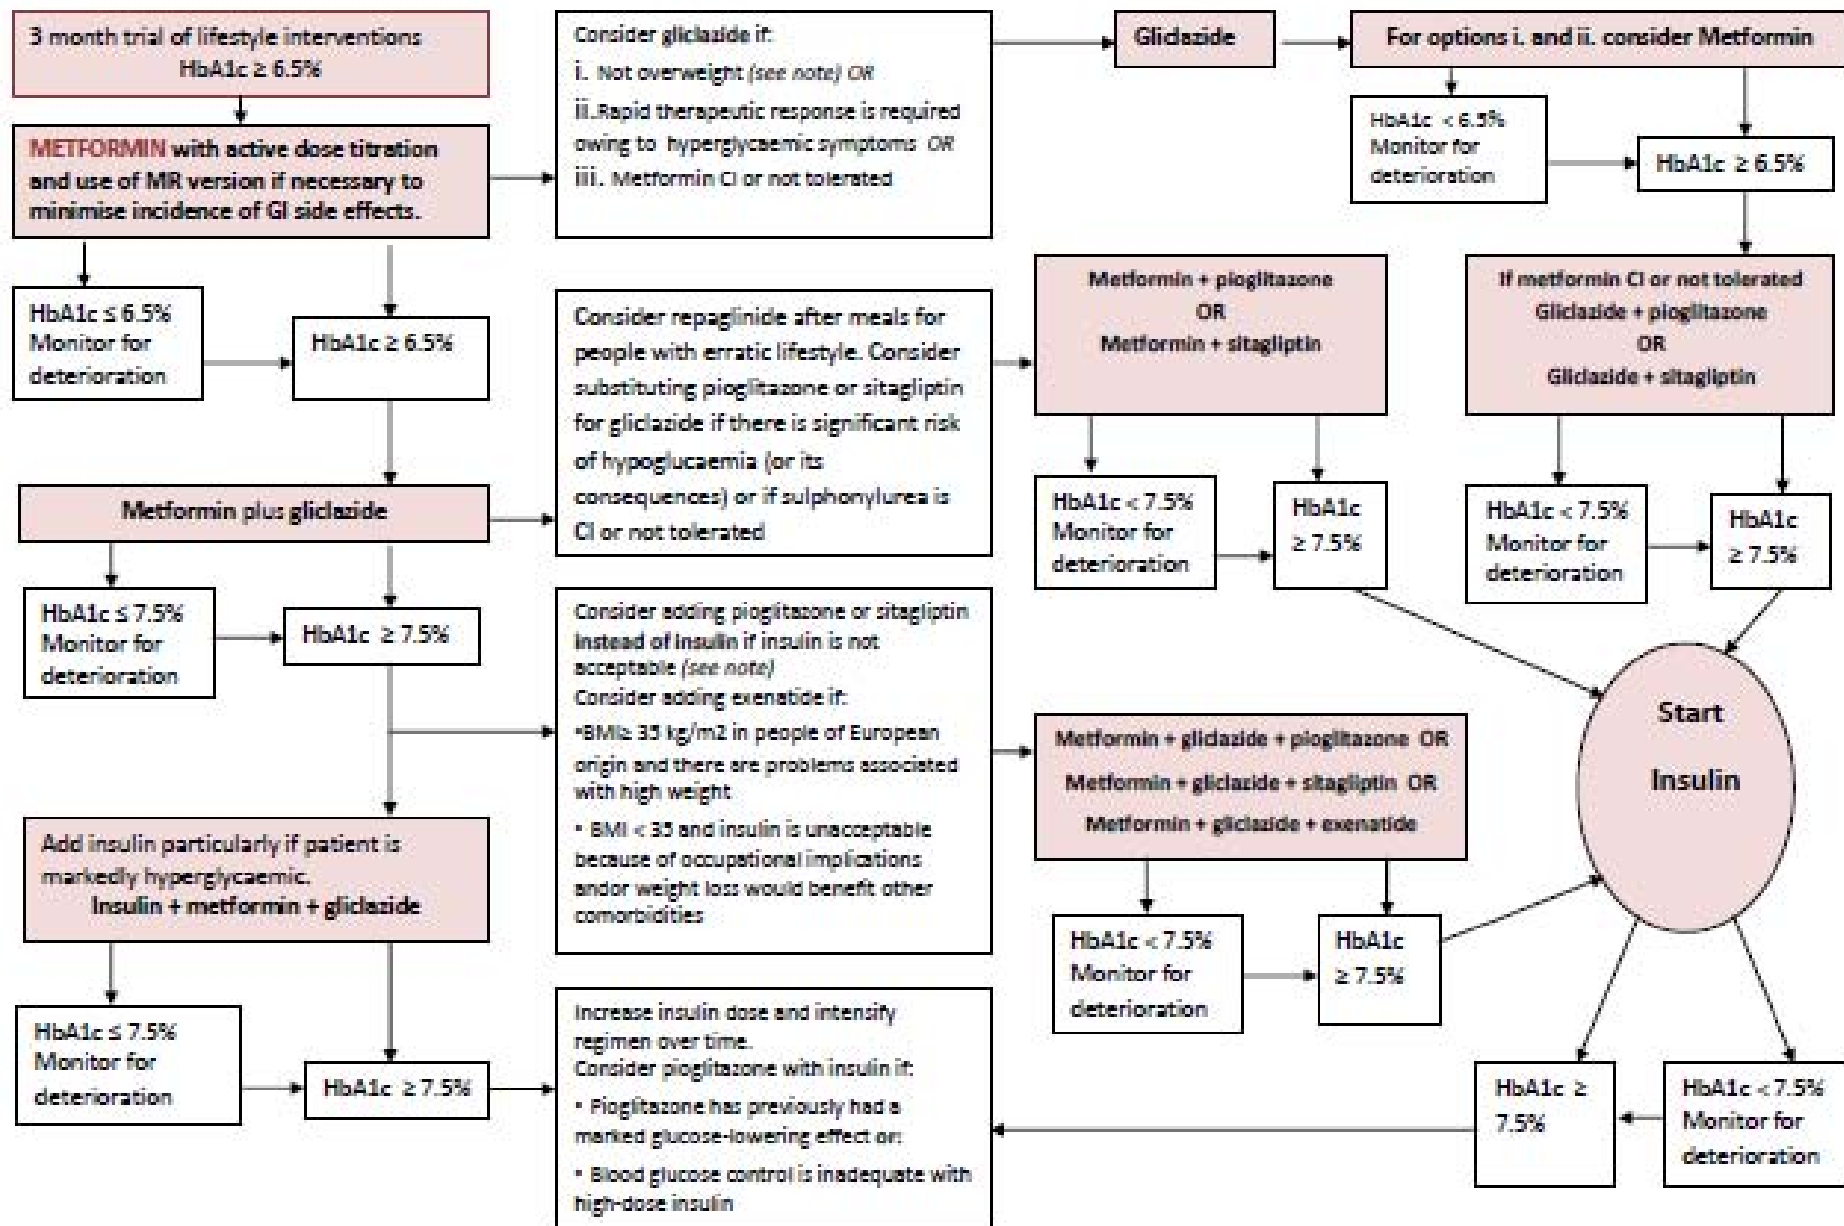 3 month trial of lifestyle interventions
HbA1c ≥ 6.5%
METFORMIN with active dose titration
and use of MR version if necessary to
minimise incidence of GI side effects.
HbA1c ≤ 6.5%
Monitor for
deterioration
HbA1c ≥ 6.5%
Metformin plus gliclazide
HbA1c ≤ 7.5%
Monitor for
deterioration
HbA1c ≥ 7.5%
Add insulin particularly if patient is
markedly hyperglycaemic.
Insulin + metformin + gliclazide
HbA1c ≤ 7.5%
Monitor for
deterioration
HbA1c ≥ 7.5%
Consider gliclazide if:
i. Not overweight (see note) OR
ii.Rapid therapeutic response is required
owing to hyperglycaemic symptoms OR
iii. Metformin CI or not tolerated
Consider repaglinide after meals for
people with erratic lifestyle. Consider
substituting pioglitazone or sitagliptin
for gliclazide if there is significant risk
of hypoglucaemia (or its
consequences) or if sulphonylurea is
CI or not tolerated
Consider adding pioglitazone or sitagliptin
instead of insulin if insulin is not
acceptable (see note)
Consider adding exenatide if:
•BMI≥ 35 kg/m2 in people of European
origin and there are problems associated
with high weight
• BMI < 35 and insulin is unacceptable
because of occupational implications
andor weight loss would benefit other
comorbidities
Increase insulin dose and intensify
regimen over time.
Consider pioglitazone with insulin if:
• Pioglitazone has previously had a
marked glucose-lowering effect or:
• Blood glucose control is inadequate with
high-dose insulin
Gliclazide
For options i. and ii. consider Metformin
HbA1c < 6.5%
Monitor for
deterioration
HbA1c ≥ 6.5%
Metformin + pioglitazone
OR
Metformin + sitagliptin
If metformin CI or not tolerated
Gliclazide + pioglitazone
OR
Gliclazide + sitagliptin
HbA1c < 7.5%
Monitor for
deterioration
HbA1c
≥ 7.5%
HbA1c < 7.5%
Monitor for
deterioration
HbA1c
≥ 7.5%
Metformin + gliclazide + pioglitazone OR
Metformin + gliclazide + sitagliptin OR
Metformin + gliclazide + exenatide
HbA1c < 7.5%
Monitor for
deterioration
HbA1c
≥ 7.5%
Start
Insulin
HbA1c ≥
7.5%
HbA1c < 7.5%
Monitor for
deterioration